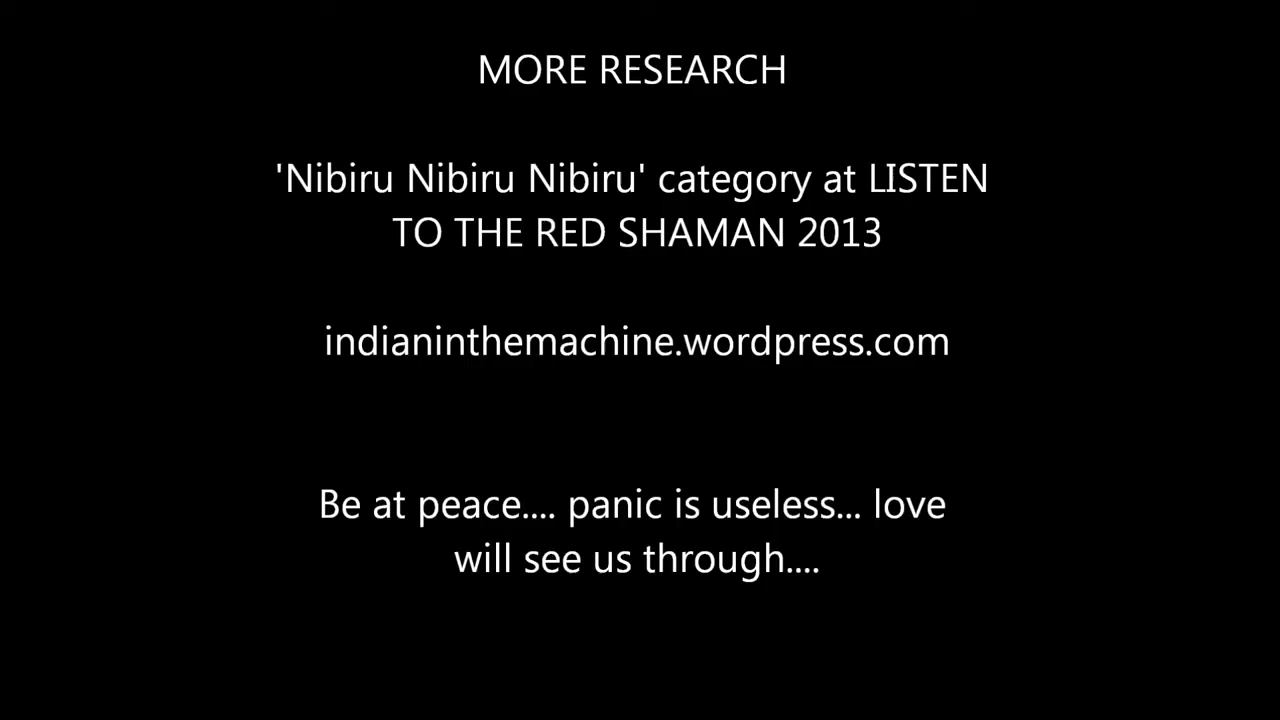 MORE RESEARCH
'Nibiru Nibiru Nibiru' category at LISTEN
TO THE RED SHAMAN 2013
indianinthemachine.wordpress.com
Be at peace.... panic is useless... love
will see us through....